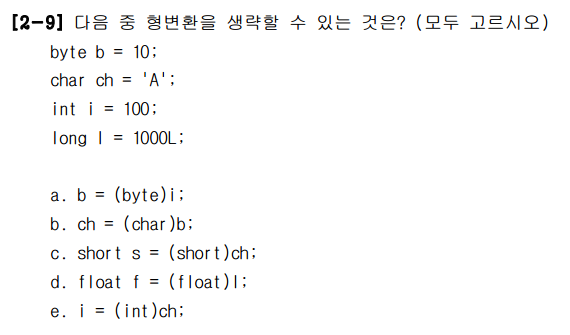 [2-9] 다음 중 형변환을 생략할 수 있는 것은? (모두 고르시오)
byte b = 10;
char ch = 'A';
int i = 100;
long l = 1000L;
a. b = (byte)i;
b. ch = (char)b;
c. short s = (short)ch;
d. float f = (float)l;
e. i = (int)ch;